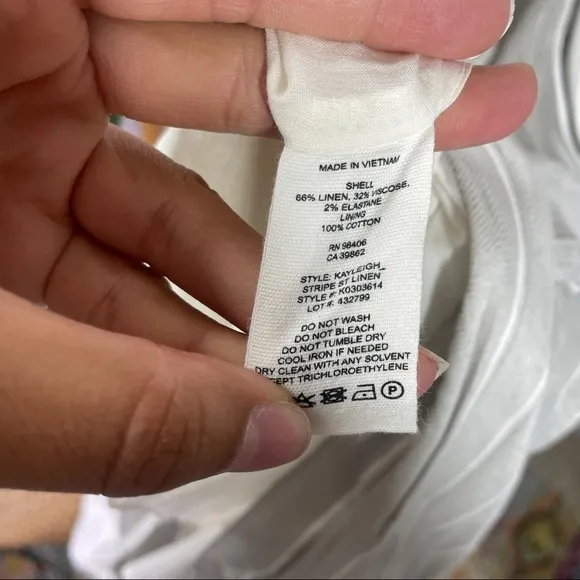 MADE IN VIETNAM
SHELL
66% LINEN, 32% VISCOSE,
2% ELASTANE
LINING
100% COTTON
RN 98406
CA 39862
STYLE: KAYLEIGH_
STRIPE ST LINEN
STYLE #: K0303614
LOT #: 432799
DO NOT WASH
DO NOT BLEACH
DO NOT TUMBLE DRY
COOL IRON IF NEEDED
DRY CLEAN WITH ANY SOLVENT
CEPT TRICHLOROETHYLENE
P